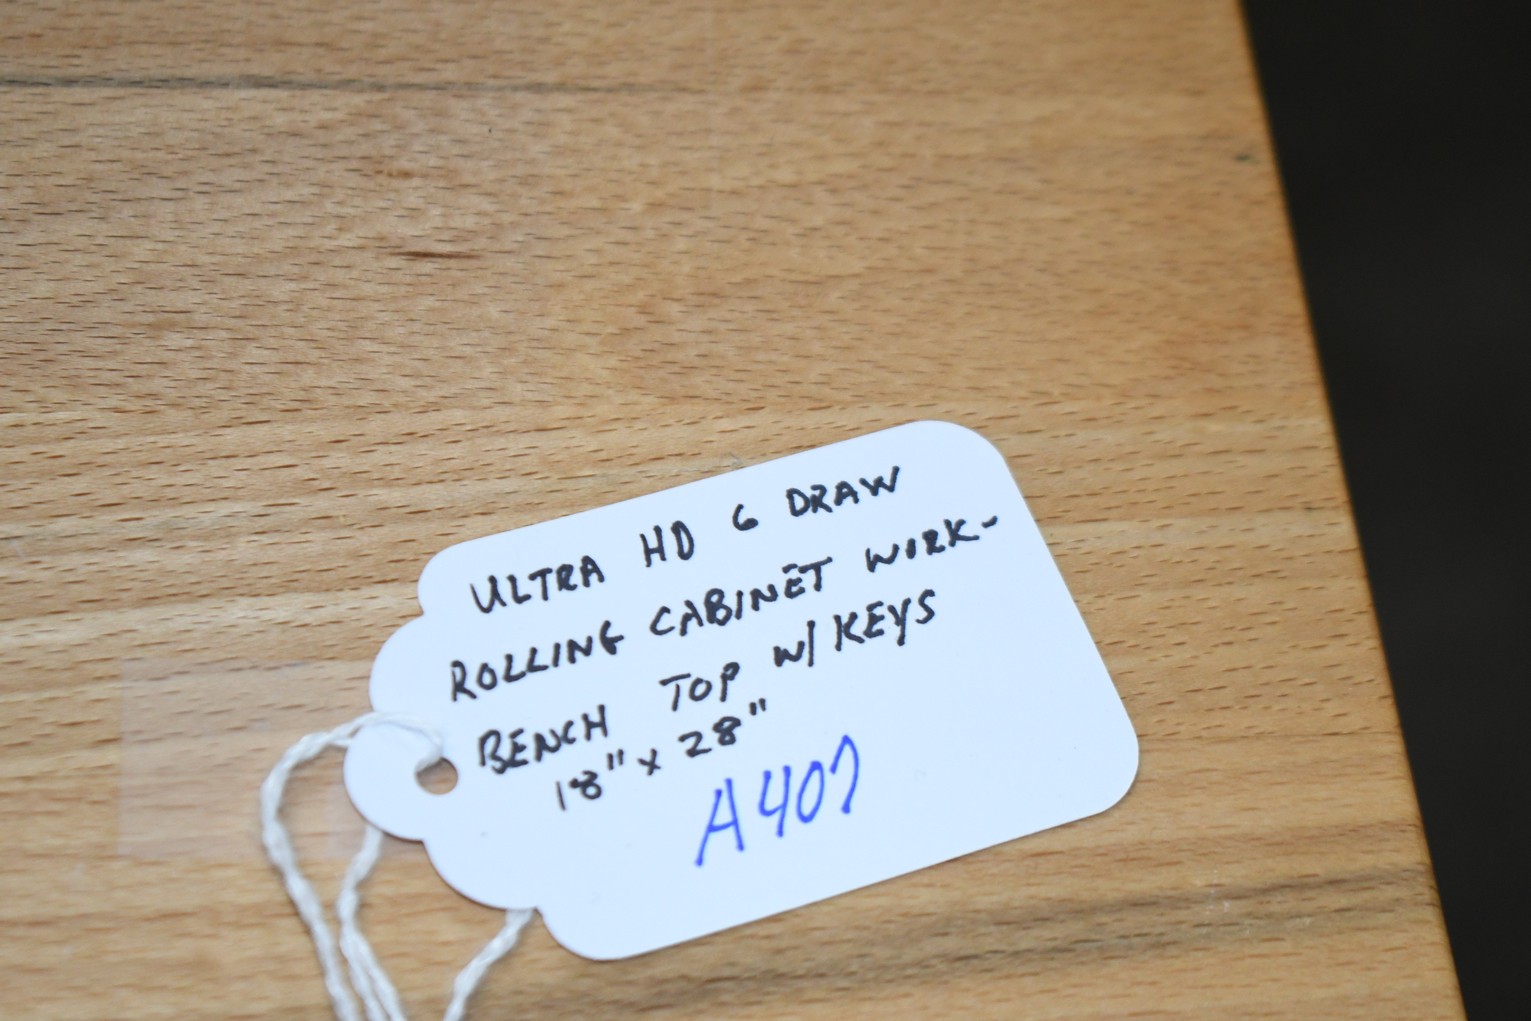 ULTRA HD 6 DRAW
ROLLING CABINET WORK-
BENCH TOP W/ KEYS
18" x 28"
A407